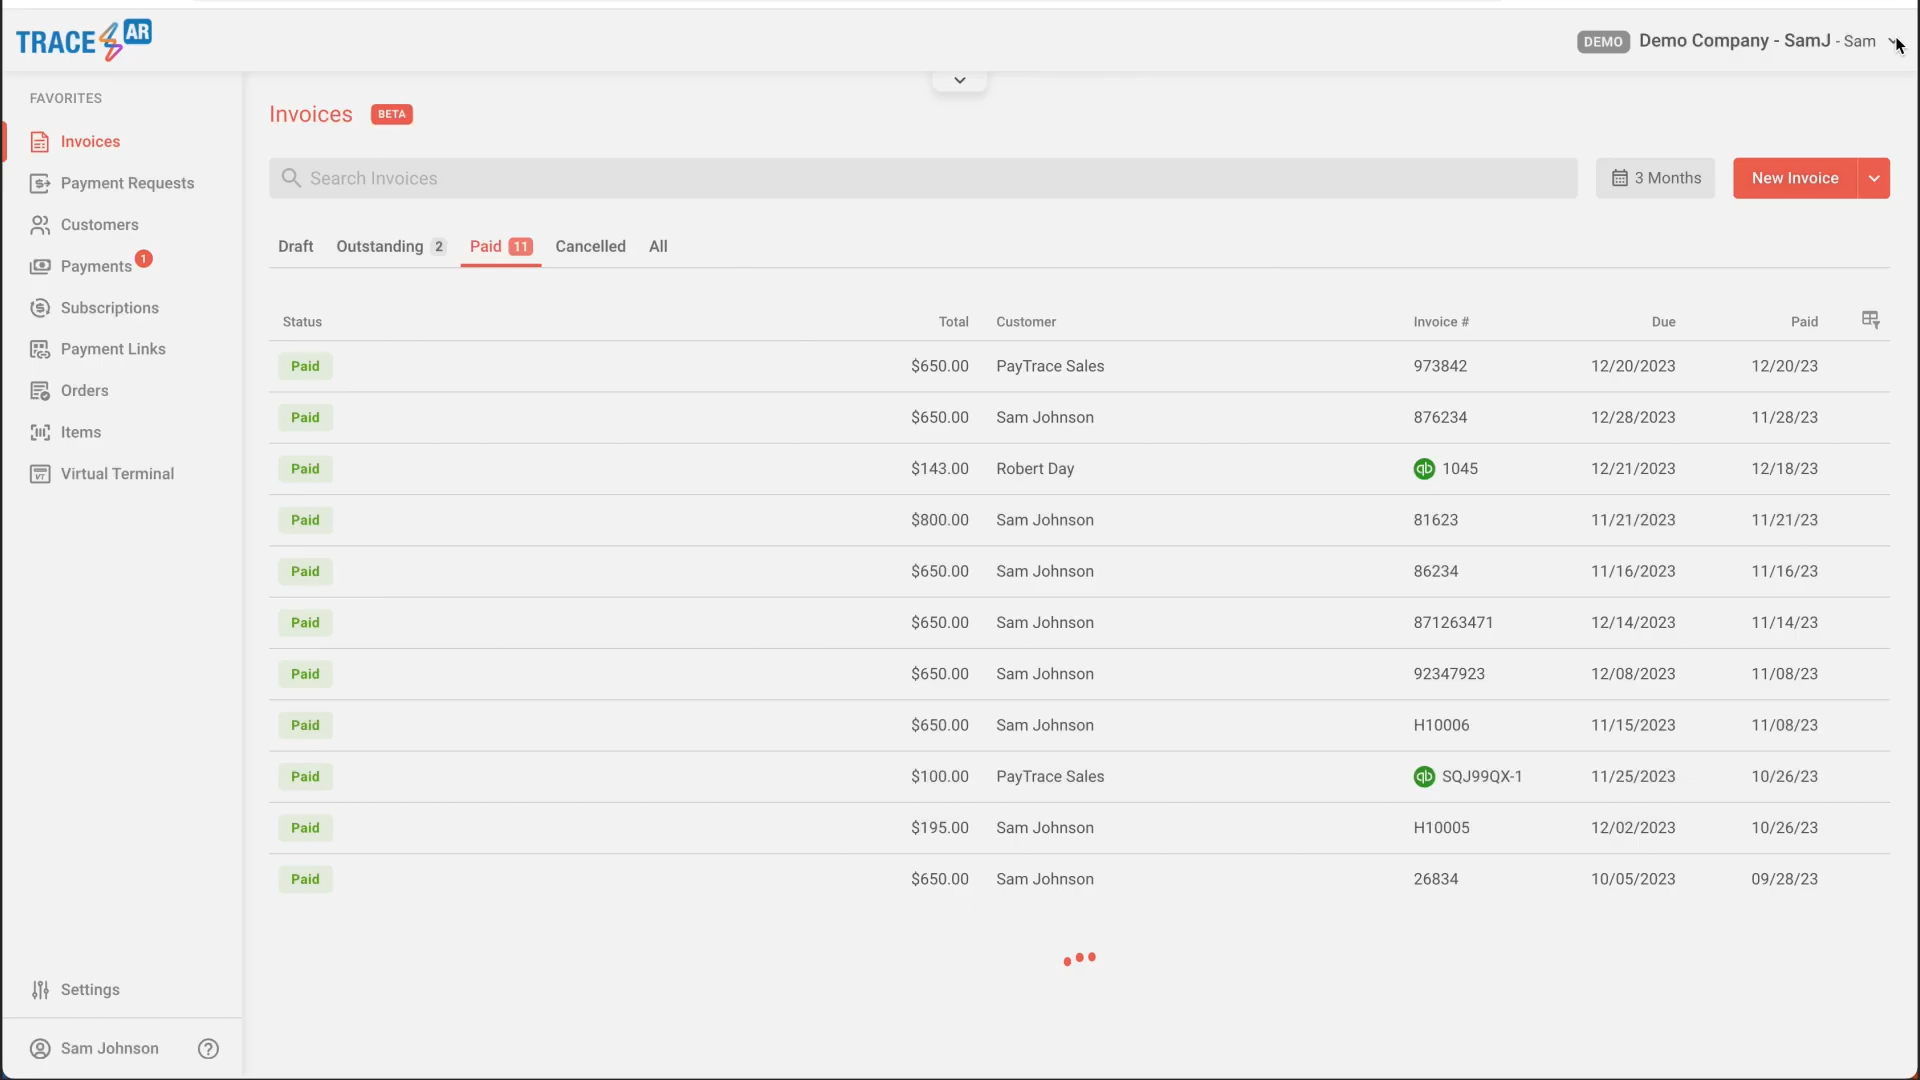 TRACE AR
DEMO Demo Company - SamJ - Sam
FAVORITES
Invoices
Payment Requests
Customers
Payments 1
Subscriptions
Payment Links
Orders
Items
VT Virtual Terminal
Settings
Sam Johnson ?
Invoices BETA
Search Invoices
3 Months
New Invoice
Draft Outstanding 2 Paid 11 Cancelled All
Status Total Customer Invoice # Due Paid
Paid $650.00 PayTrace Sales 973842 12/20/2023 12/20/23
Paid $650.00 Sam Johnson 876234 12/28/2023 11/28/23
Paid $143.00 Robert Day qb 1045 12/21/2023 12/18/23
Paid $800.00 Sam Johnson 81623 11/21/2023 11/21/23
Paid $650.00 Sam Johnson 86234 11/16/2023 11/16/23
Paid $650.00 Sam Johnson 871263471 12/14/2023 11/14/23
Paid $650.00 Sam Johnson 92347923 12/08/2023 11/08/23
Paid $650.00 Sam Johnson H10006 11/15/2023 11/08/23
Paid $100.00 PayTrace Sales qb SQJ99QX-1 11/25/2023 10/26/23
Paid $195.00 Sam Johnson H10005 12/02/2023 10/26/23
Paid $650.00 Sam Johnson 26834 10/05/2023 09/28/23